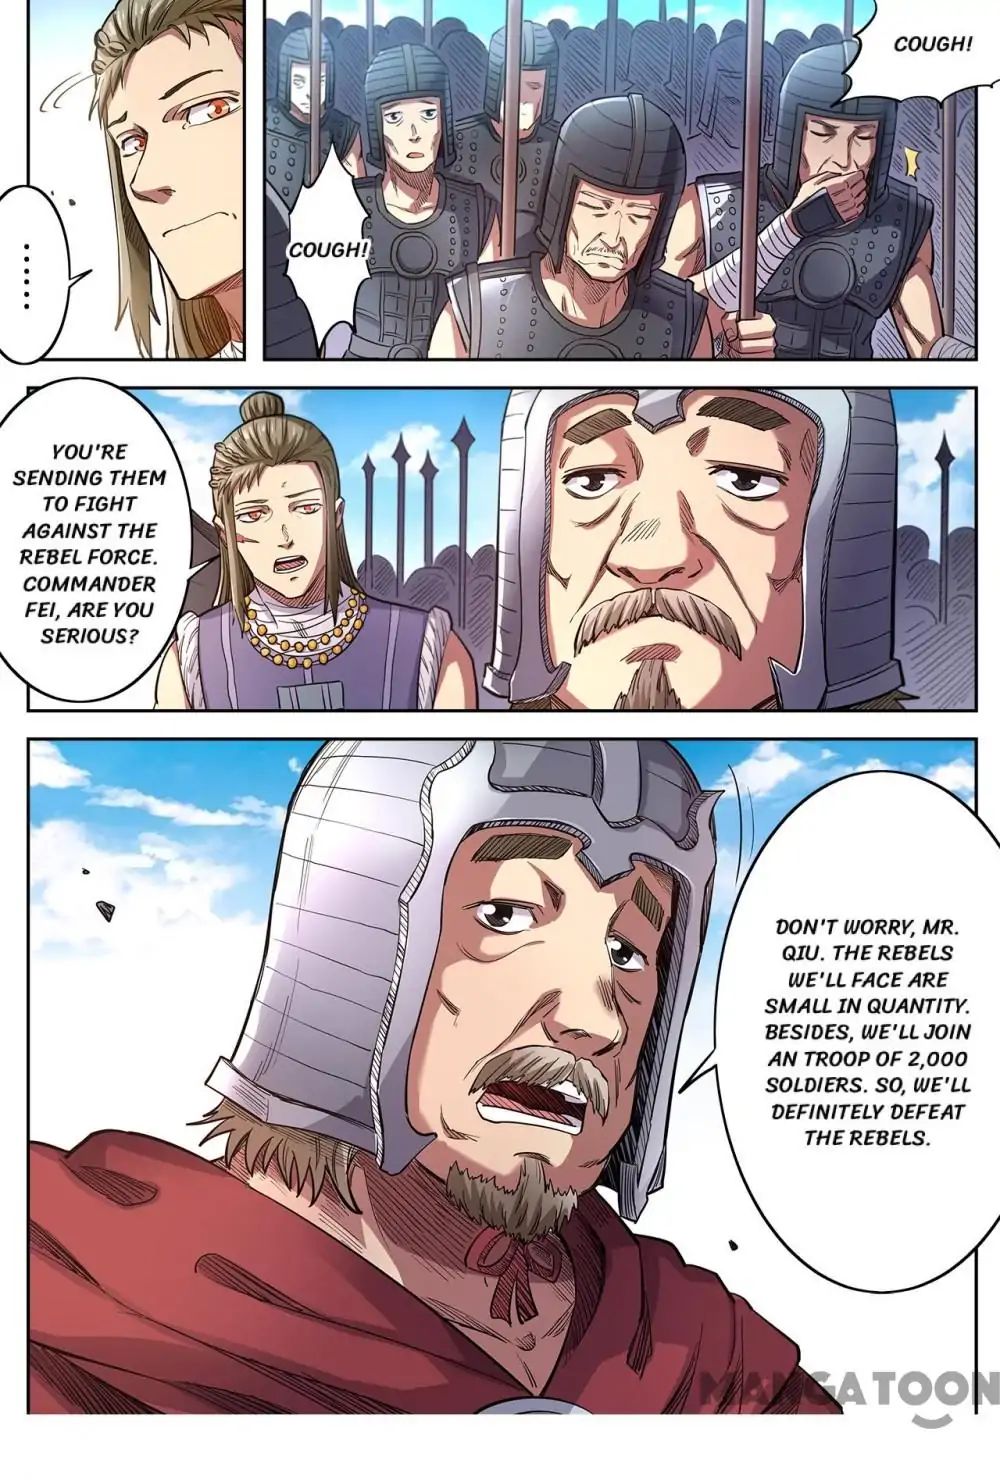 COUGH!
COUGH!
......
YOU'RE
SENDING THEM
TO FIGHT
AGAINST THE
REBEL FORCE.
COMMANDER
FEI, ARE YOU
SERIOUS?
DON'T WORRY, MR.
QIU. THE REBELS
WE'LL FACE ARE
SMALL IN QUANTITY.
BESIDES, WE'LL JOIN
AN TROOP OF 2,000
SOLDIERS. SO, WE'LL
DEFINITELY DEFEAT
THE REBELS.
MANGATOON